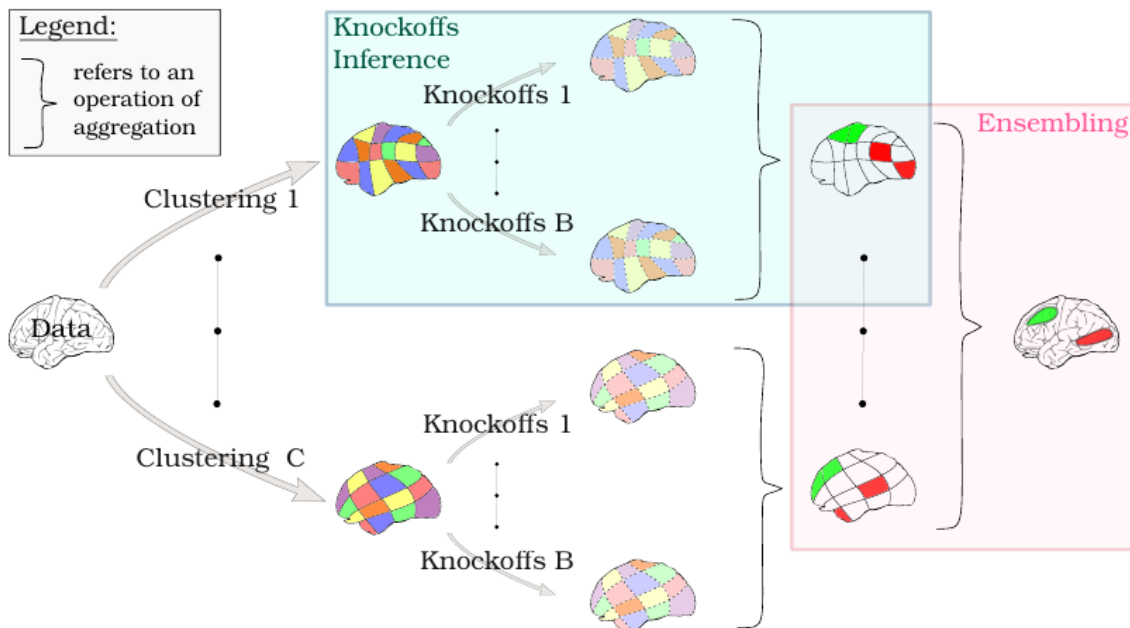 Legend:
refers to an
operation of
aggregation
Knockoffs
Inference
Knockoffs 1
Knockoffs B
Clustering 1
Ensembling
Data
Clustering C
Knockoffs 1
Knockoffs B